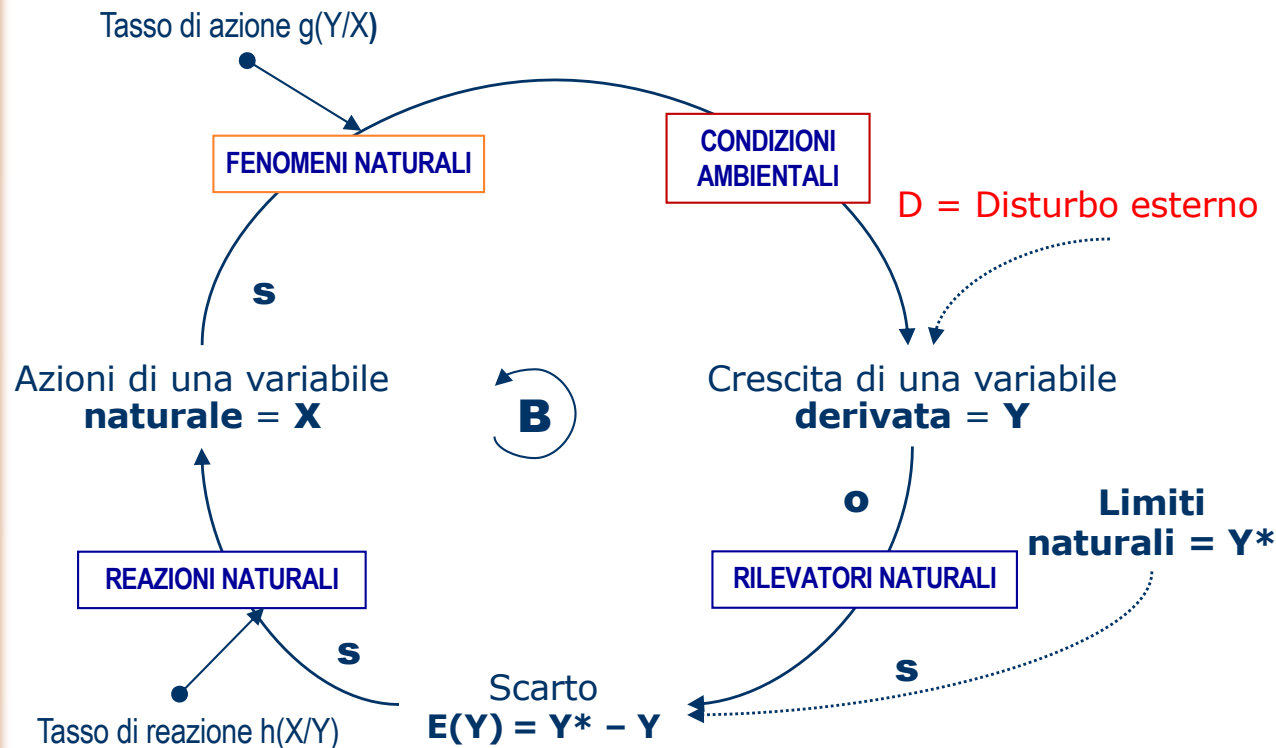 Tasso di azione g(Y/X)
FENOMENI NATURALI
CONDIZIONI
AMBIENTALI
D = Disturbo esterno
s
Azioni di una variabile
naturale = X
B
Crescita di una variabile
derivata = Y
o
Limiti
naturali = Y*
REAZIONI NATURALI
RILEVATORI NATURALI
s
s
Scarto
E(Y) = Y* – Y
Tasso di reazione h(X/Y)